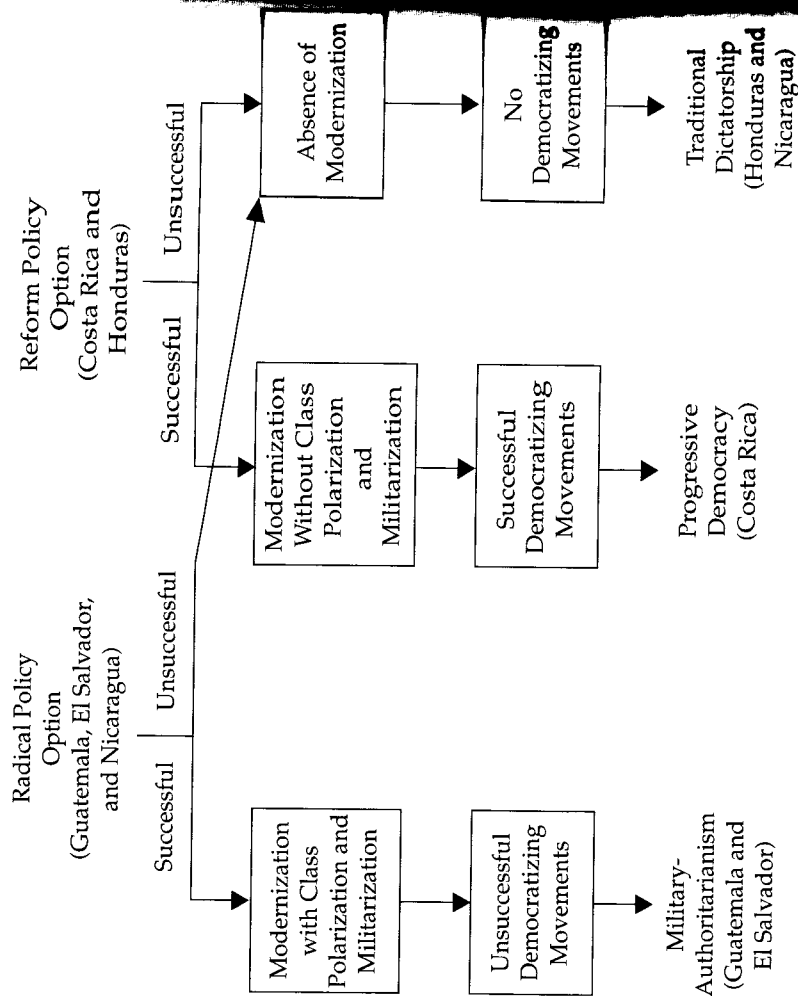 Radical Policy
Option
(Guatemala, El Salvador,
and Nicaragua)
Successful
Unsuccessful
Reform Policy
Option
(Costa Rica and
Honduras)
Successful
Unsuccessful
Modernization
with Class
Polarization and
Militarization
Modernization
Without Class
Polarization
and
Militarization
Absence of
Modernization
Unsuccessful
Democratizing
Movements
Successful
Democratizing
Movements
No
Democratizing
Movements
Military-
Authoritarianism
(Guatemala and
El Salvador)
Progressive
Democracy
(Costa Rica)
Traditional
Dictatorship
(Honduras and
Nicaragua)